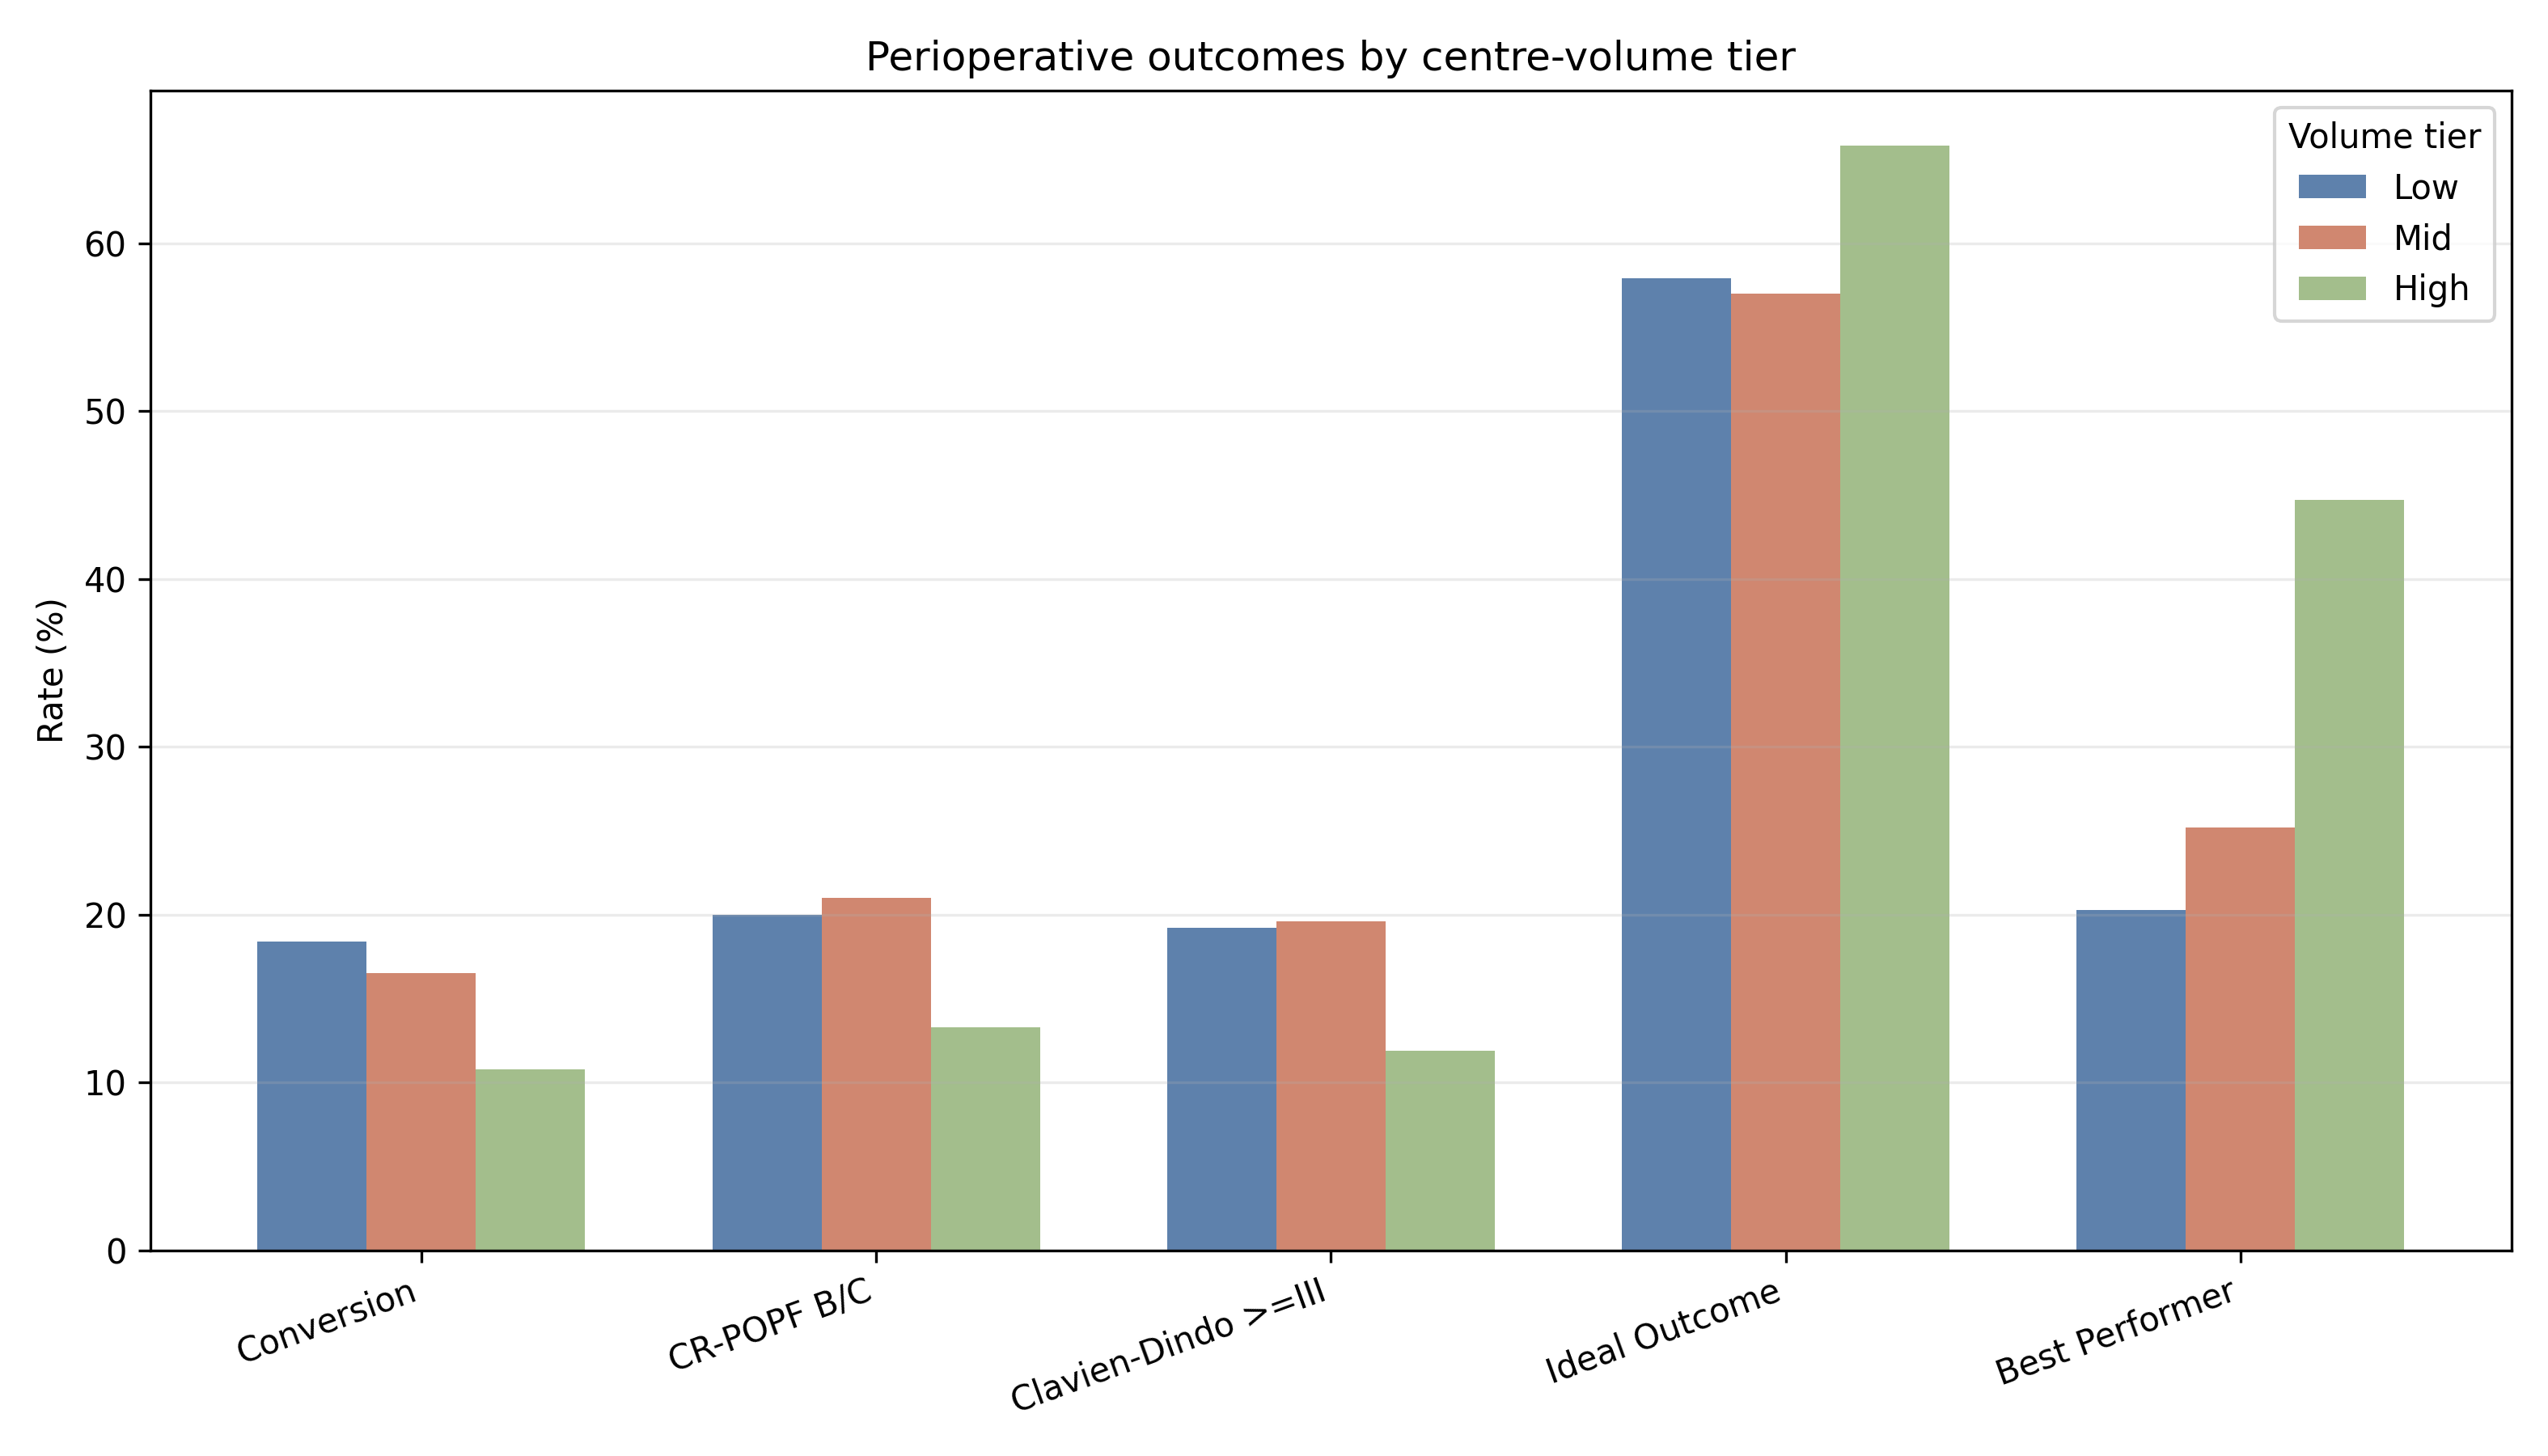 Perioperative outcomes by centre-volume tier
Volume tier
Low
Mid
High
Rate (%)
60
50
40
30
20
10
0
Conversion
CR-POPF B/C
Clavien-Dindo >=III
Ideal Outcome
Best Performer